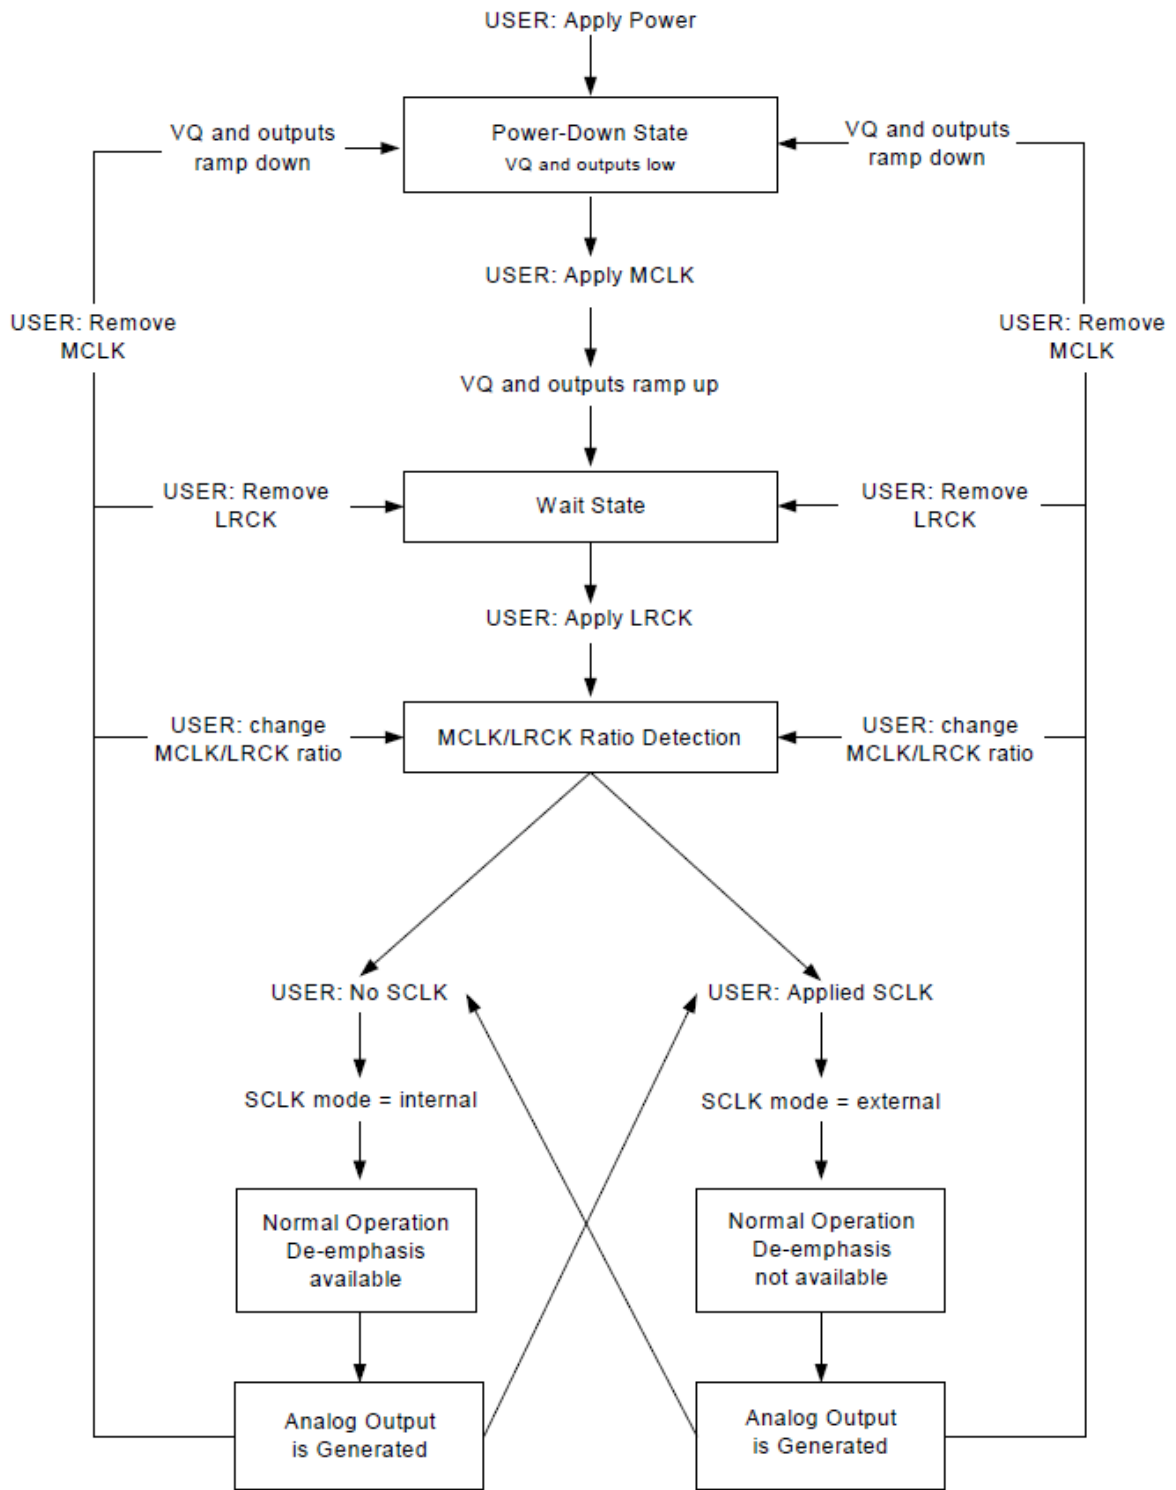 USER: Apply Power
Power-Down State
VQ and outputs low
VQ and outputs
ramp down
VQ and outputs
ramp down
USER: Apply MCLK
USER: Remove
MCLK
USER: Remove
MCLK
VQ and outputs ramp up
USER: Remove
LRCK
Wait State
USER: Remove
LRCK
USER: Apply LRCK
USER: change
MCLK/LRCK ratio
MCLK/LRCK Ratio Detection
USER: change
MCLK/LRCK ratio
USER: No SCLK
USER: Applied SCLK
SCLK mode = internal
SCLK mode = external
Normal Operation
De-emphasis
available
Normal Operation
De-emphasis
not available
Analog Output
is Generated
Analog Output
is Generated